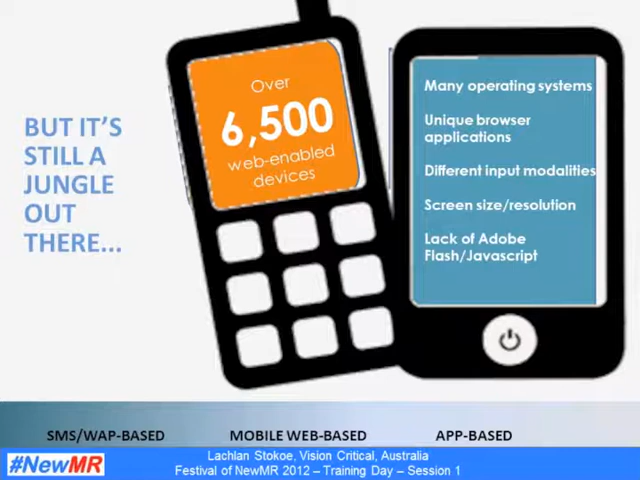 BUT IT'S
STILL A
JUNGLE
OUT
THERE...
Over
6,500
web-enabled
devices
Many operating systems
Unique browser
applications
Different input modalities
Screen size/resolution
Lack of Adobe
Flash/Javascript
SMS/WAP-BASED
MOBILE WEB-BASED
APP-BASED
#NewMR
Lachlan Stokoe, Vision Critical, Australia
Festival of NewMR 2012 – Training Day – Session 1